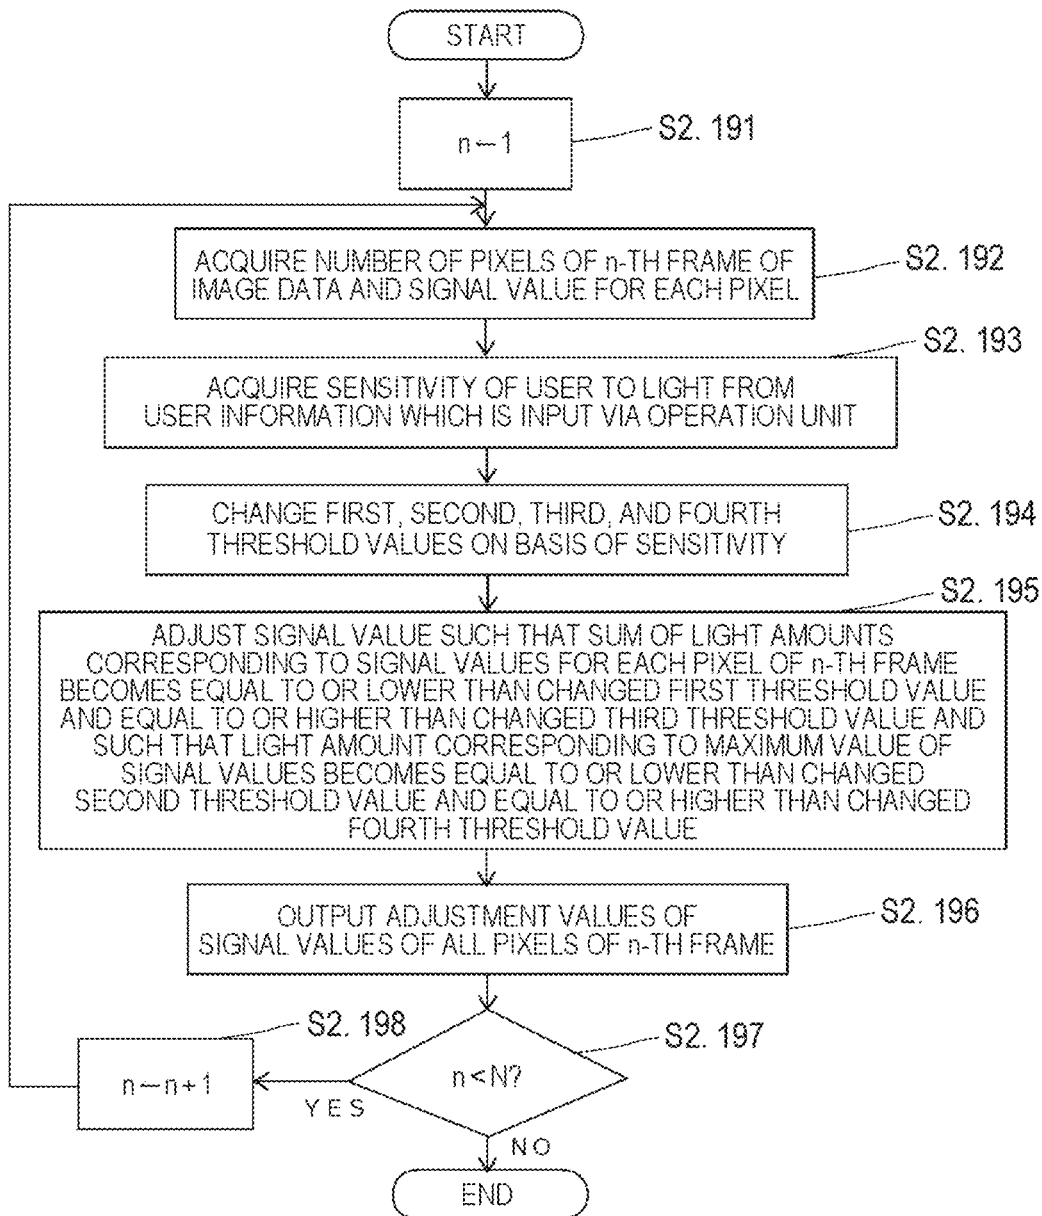 START
n←1
S2. 191
ACQUIRE NUMBER OF PIXELS OF n-TH FRAME OF
IMAGE DATA AND SIGNAL VALUE FOR EACH PIXEL
S2. 192
S2. 193
ACQUIRE SENSITIVITY OF USER TO LIGHT FROM
USER INFORMATION WHICH IS INPUT VIA OPERATION UNIT
CHANGE FIRST, SECOND, THIRD, AND FOURTH
THRESHOLD VALUES ON BASIS OF SENSITIVITY
S2. 194
S2. 195
ADJUST SIGNAL VALUE SUCH THAT SUM OF LIGHT AMOUNTS
CORRESPONDING TO SIGNAL VALUES FOR EACH PIXEL OF n-TH FRAME
BECOMES EQUAL TO OR LOWER THAN CHANGED FIRST THRESHOLD VALUE
AND EQUAL TO OR HIGHER THAN CHANGED THIRD THRESHOLD VALUE AND
SUCH THAT LIGHT AMOUNT CORRESPONDING TO MAXIMUM VALUE OF
SIGNAL VALUES BECOMES EQUAL TO OR LOWER THAN CHANGED
SECOND THRESHOLD VALUE AND EQUAL TO OR HIGHER THAN CHANGED
FOURTH THRESHOLD VALUE
OUTPUT ADJUSTMENT VALUES OF
SIGNAL VALUES OF ALL PIXELS OF n-TH FRAME
S2. 196
S2. 198
S2. 197
n←n+1
n<N?
YES
NO
END